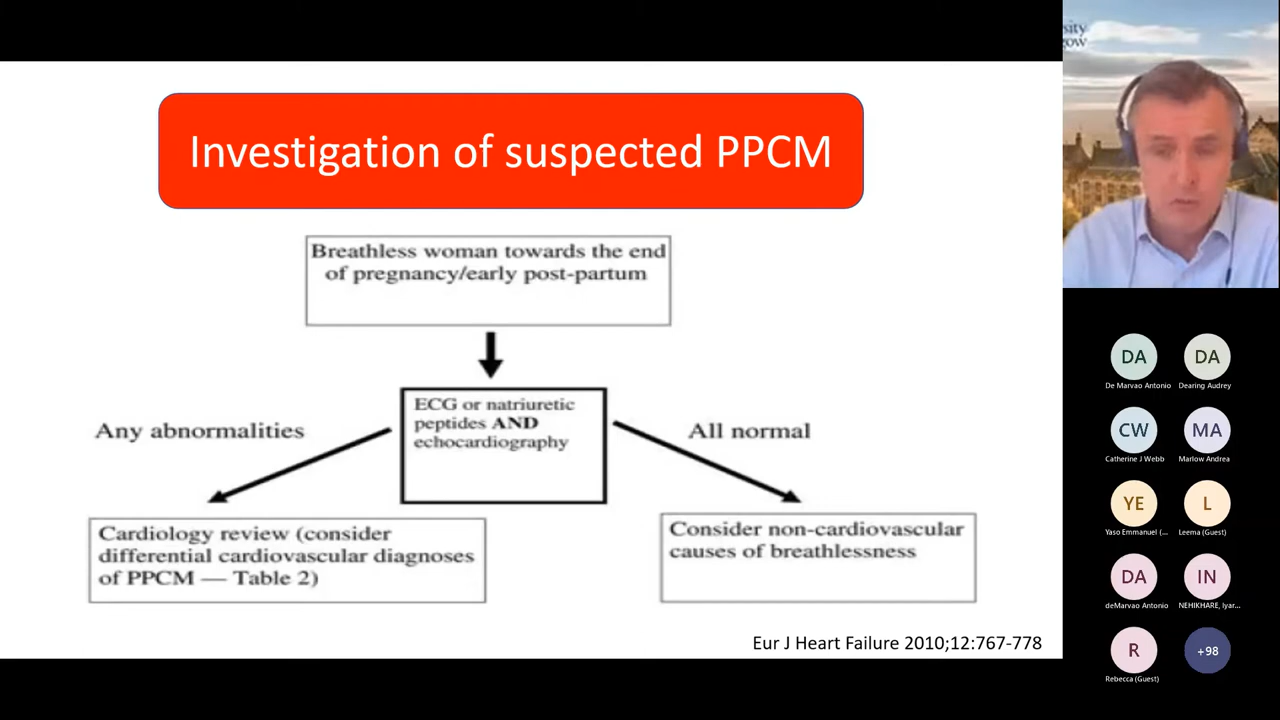 Investigation of suspected PPCM
Breathless woman towards the end
of pregnancy/early post-partum
ECG or natriuretic
peptides AND
echocardiography
Any abnormalities
All normal
Cardiology review (consider
differential cardiovascular diagnoses
of PPCM — Table 2)
Consider non-cardiovascular
causes of breathlessness
Eur J Heart Failure 2010;12:767-778
sity
gow
DA
De Marvao Antonio
DA
Dearing Audrey
CW
Catherine J Webb
MA
Marlow Andrea
YE
Yaso Emmanuel (...
L
Leema (Guest)
DA
deMarvao Antonio
IN
NEHIKHARE, Iyar...
R
Rebecca (Guest)
+98